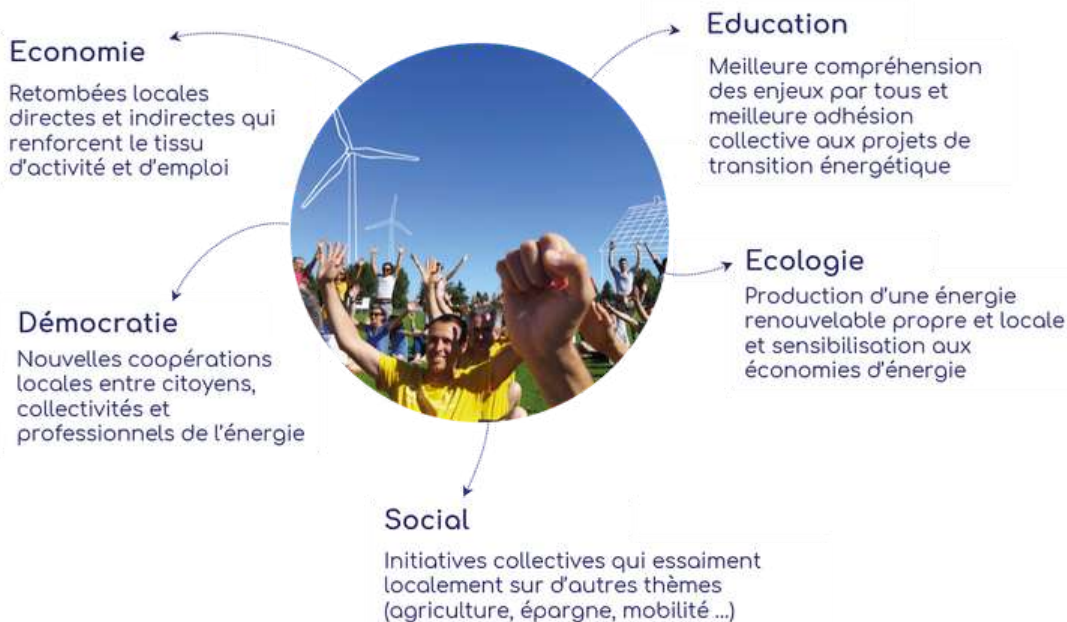 Economie
Retombées locales
directes et indirectes qui
renforcent le tissu
d'activité et d'emploi
Education
Meilleure compréhension
des enjeux par tous et
meilleure adhésion
collective aux projets de
transition énergétique
Démocratie
Nouvelles coopérations
locales entre citoyens,
collectivités et
professionnels de l'énergie
Ecologie
Production d'une énergie
renouvelable propre et locale
et sensibilisation aux
économies d'énergie
Social
Initiatives collectives qui essaiment
localement sur d'autres thèmes
(agriculture, épargne, mobilité ...)